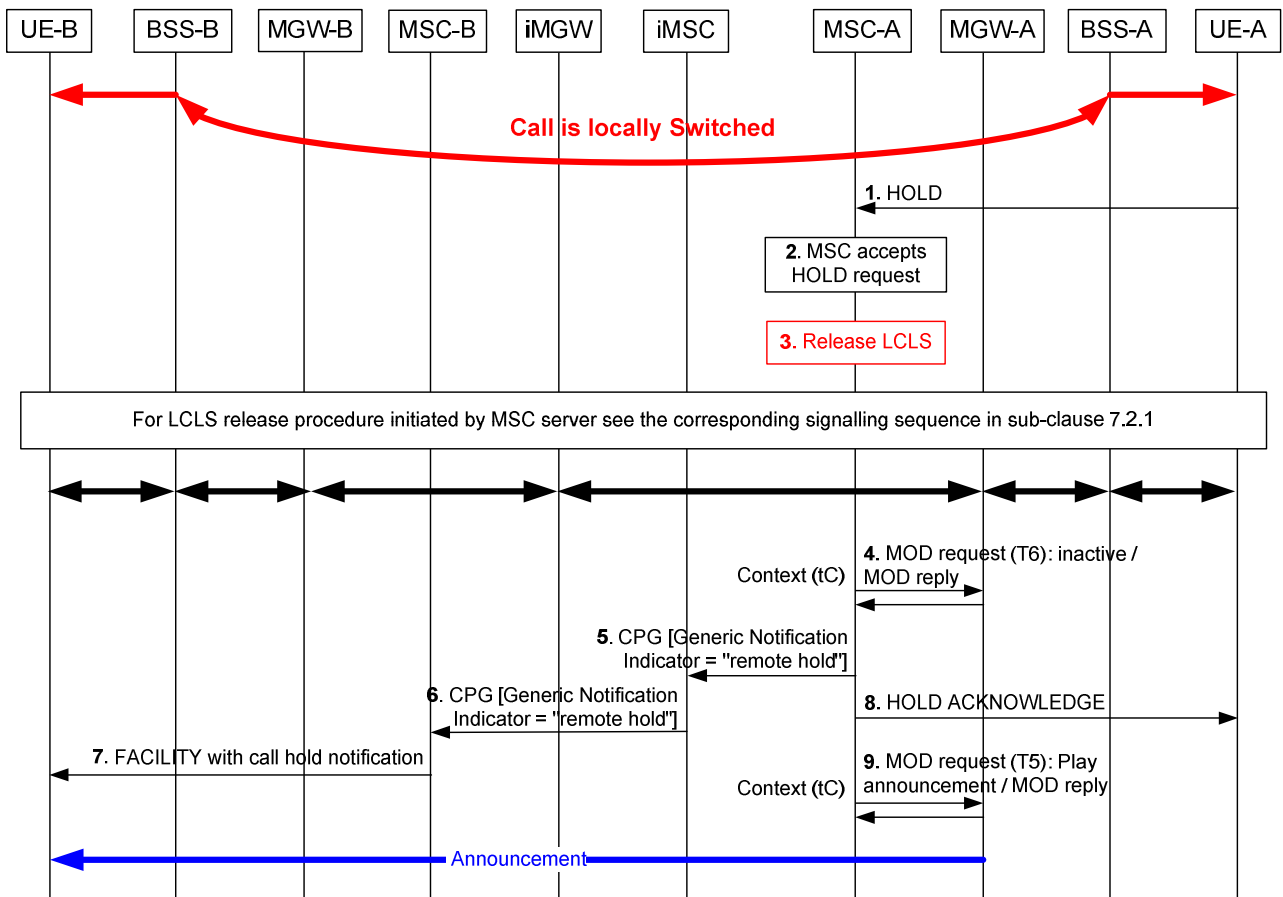 UE-B
BSS-B
MGW-B
MSC-B
iMGW
iMSC
MSC-A
MGW-A
BSS-A
UE-A
Call is locally Switched
1. HOLD
2. MSC accepts
HOLD request
3. Release LCLS
For LCLS release procedure initiated by MSC server see the corresponding signalling sequence in sub-clause 7.2.1
4. MOD request (T6): inactive /
Context (tC)
MOD reply
5. CPG [Generic Notification
Indicator = "remote hold"]
6. CPG [Generic Notification
Indicator = "remote hold"]
8. HOLD ACKNOWLEDGE
7. FACILITY with call hold notification
9. MOD request (T5): Play
Context (tC)
announcement / MOD reply
Announcement